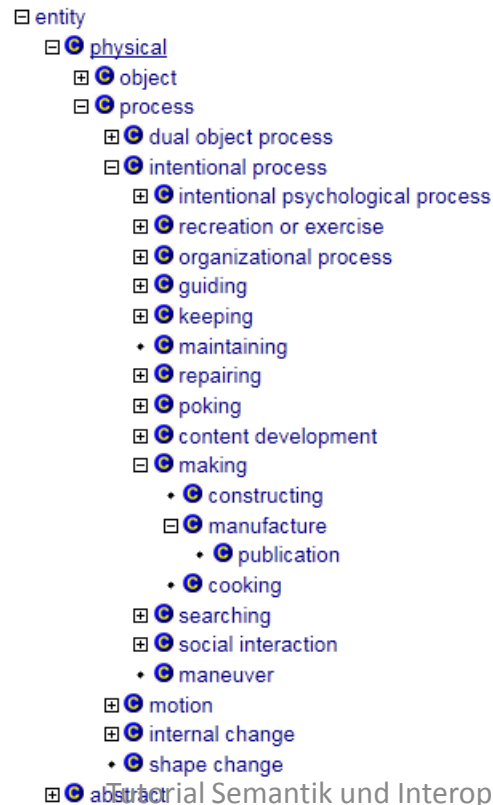 entity
physical
object
process
dual object process
intentional process
intentional psychological process
recreation or exercise
organizational process
guiding
keeping
maintaining
repairing
poking
content development
making
constructing
manufacture
publication
cooking
searching
social interaction
maneuver
motion
internal change
shape change
abstract
Tutorial Semantik und Interop